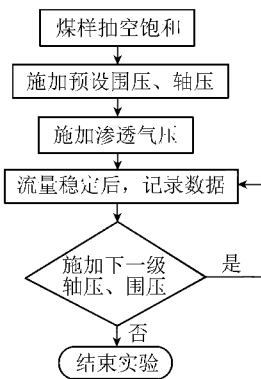 煤样抽空饱和
施加预设围压、轴压
施加渗透气压
流量稳定后，记录数据
施加下一级
轴压、围压
是
否
结束实验